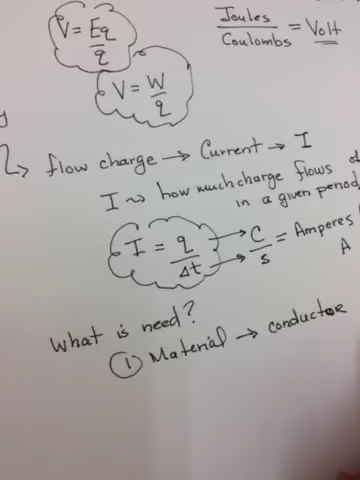 V = Eq/q
Joules/Coulombs = Volt
V = W/q
flow charge → Current → I
I → how much charge flows
in a given period
I = q/Δt → C/s = Amperes
A
What is need?
① Material → conductor